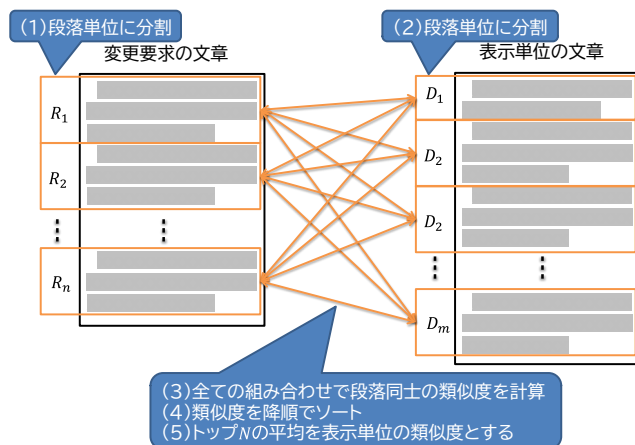 (1)段落単位に分割
(2)段落単位に分割
変更要求の文章
表示単位の文章
R₁
R₂
Rₙ
D₁
D₂
D₂
Dₘ
(3)全ての組み合わせで段落同士の類似度を計算
(4)類似度を降順でソート
(5)トップNの平均を表示単位の類似度とする